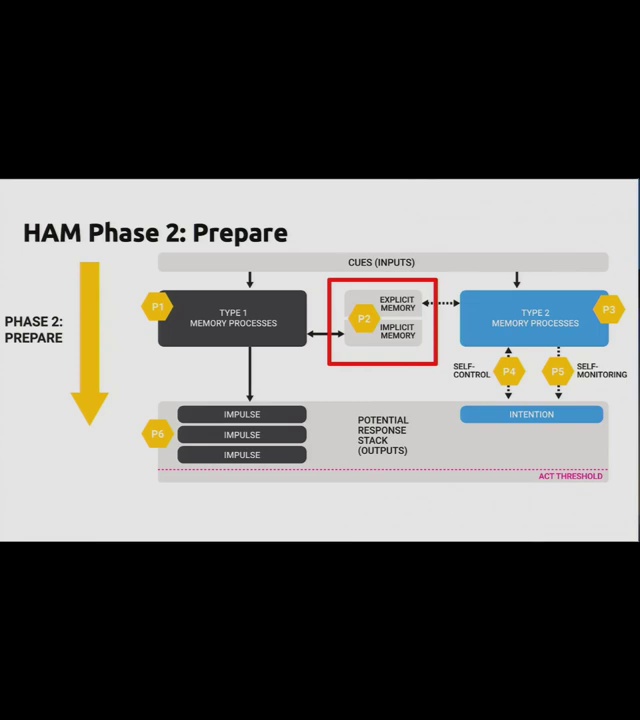 HAM Phase 2: Prepare
CUES (INPUTS)
PHASE 2:
PREPARE
P1
TYPE 1
MEMORY PROCESSES
P2
EXPLICIT
MEMORY
IMPLICIT
MEMORY
TYPE 2
MEMORY PROCESSES
P3
SELF-
CONTROL
P4
P5
SELF-
MONITORING
P6
IMPULSE
IMPULSE
IMPULSE
POTENTIAL
RESPONSE
STACK
(OUTPUTS)
INTENTION
ACT THRESHOLD